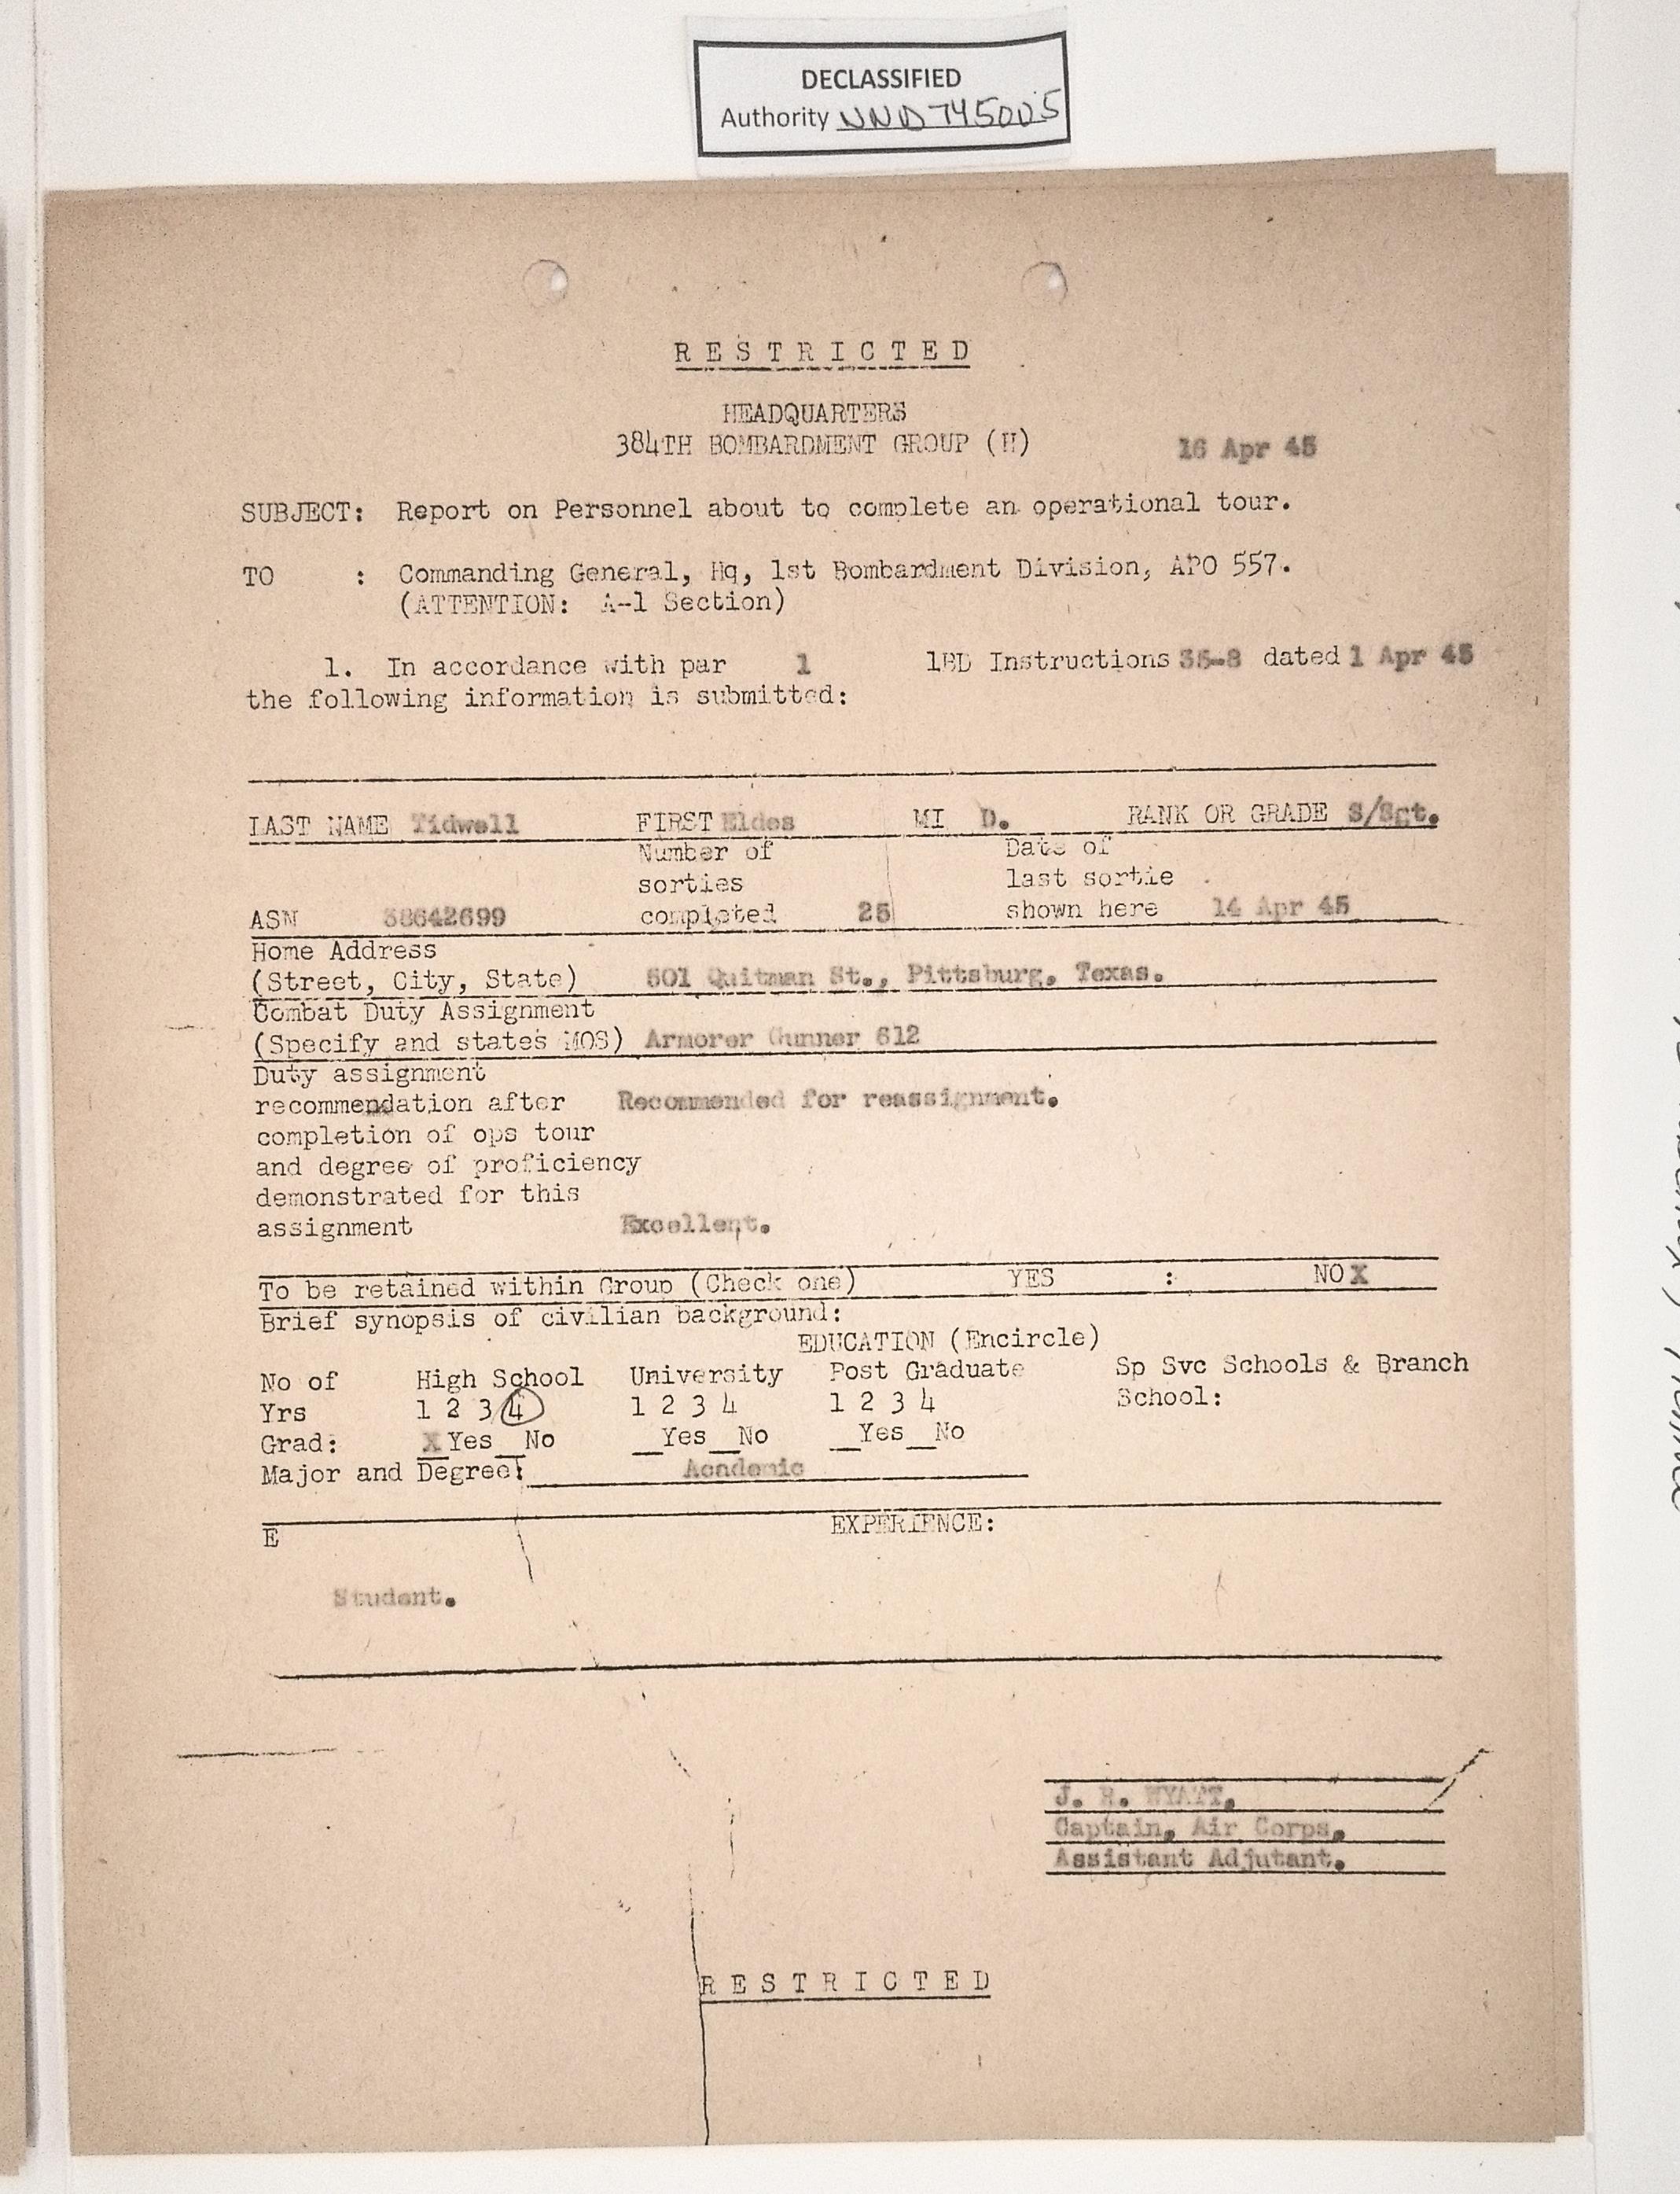 DECLASSIFIED
Authority NND 745005
RESTRICTED
HEADQUARTERS
384TH BOMBARDMENT GROUP (H)
16 Apr 45
SUBJECT: Report on Personnel about to complete an operational tour.
TO : Commanding General, Hq, 1st Bombardment Division, APO 557.
(ATTENTION: A-1 Section)
1. In accordance with par 1 1BD Instructions 35-8 dated 1 Apr 45
the following information is submitted:
LAST NAME Tidwell FIRST Eldes MI D. RANK OR GRADE S/Sgt.
Number of Date of
sorties last sortie
ASN 38642699 completed 25 shown here 14 Apr 45
Home Address
(Street, City, State) 501 Quitman St., Pittsburg, Texas.
Combat Duty Assignment
(Specify and states MOS) Armorer Gunner 612
Duty assignment
recommendation after Recommended for reassignment.
completion of ops tour
and degree of proficiency
demonstrated for this
assignment Excellent.
To be retained within Group (Check one) YES : NO X
Brief synopsis of civilian background:
EDUCATION (Encircle)
No of High School University Post Graduate Sp Svc Schools & Branch
Yrs 1 2 3 4 1 2 3 4 1 2 3 4 School:
Grad: X Yes __No __Yes __No __Yes __No
Major and Degree: Academic
E EXPERIENCE:
Student.
J. R. WYATT,
Captain, Air Corps,
Assistant Adjutant.
RESTRICTED